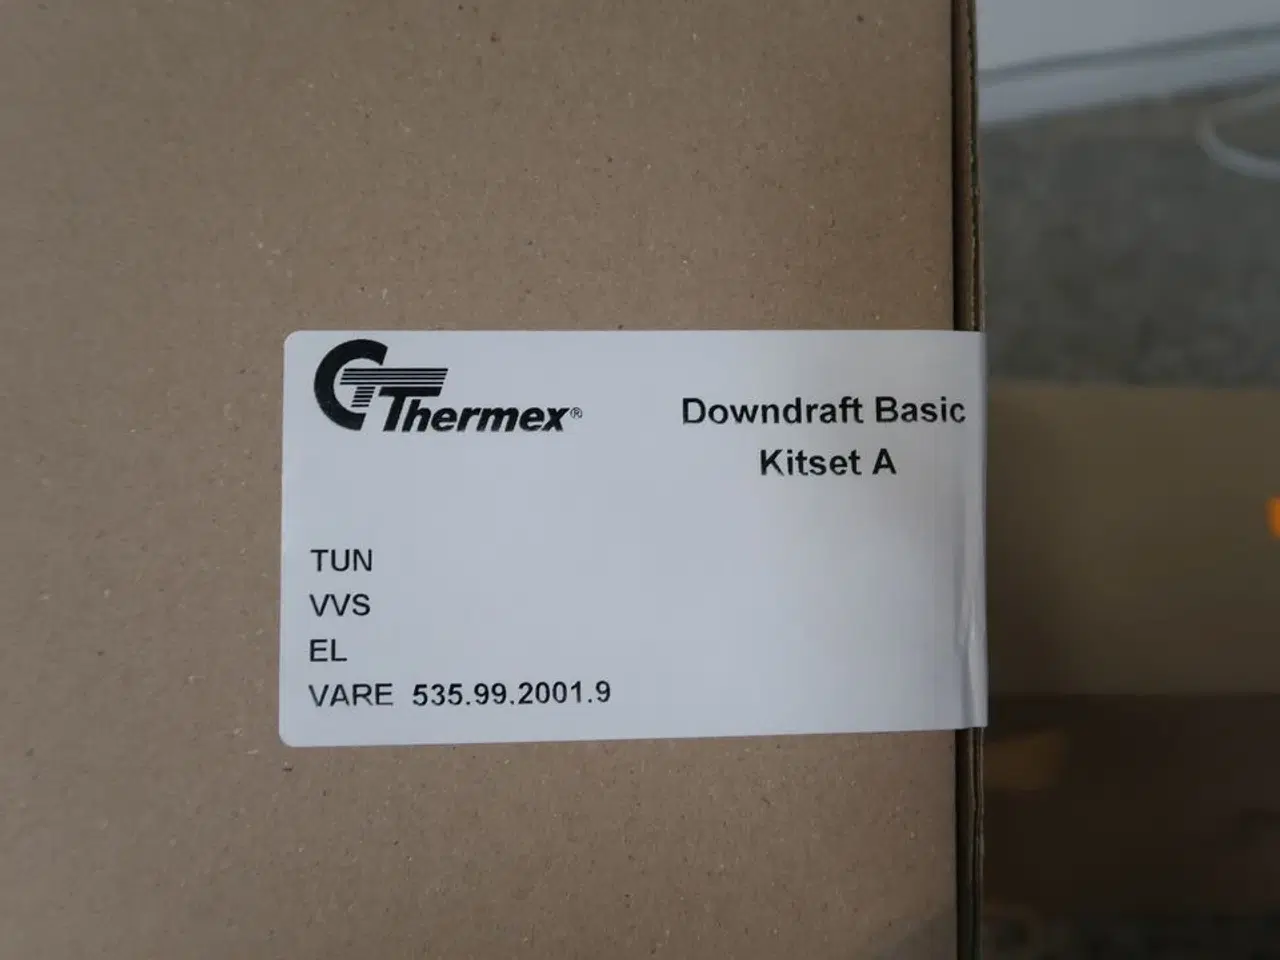 Thermex®
Downdraft Basic
Kitset A
TUN
VVS
EL
VARE 535.99.2001.9